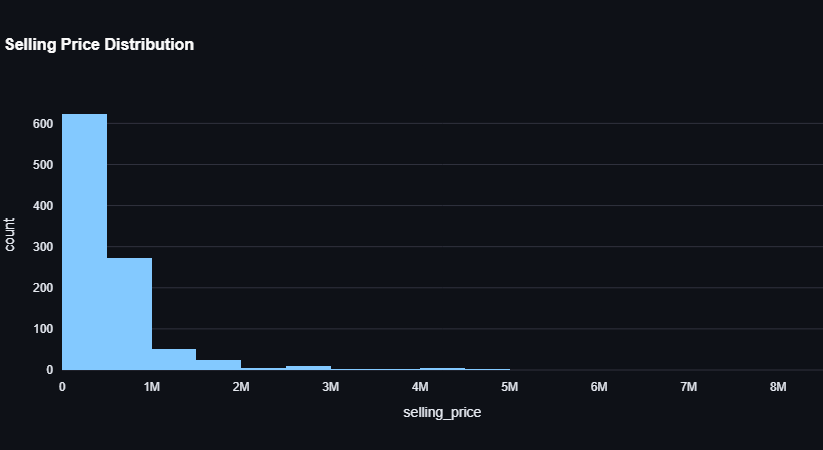 Selling Price Distribution
600
500
400
300
200
100
0
count
0 1M 2M 3M 4M 5M 6M 7M 8M
selling_price